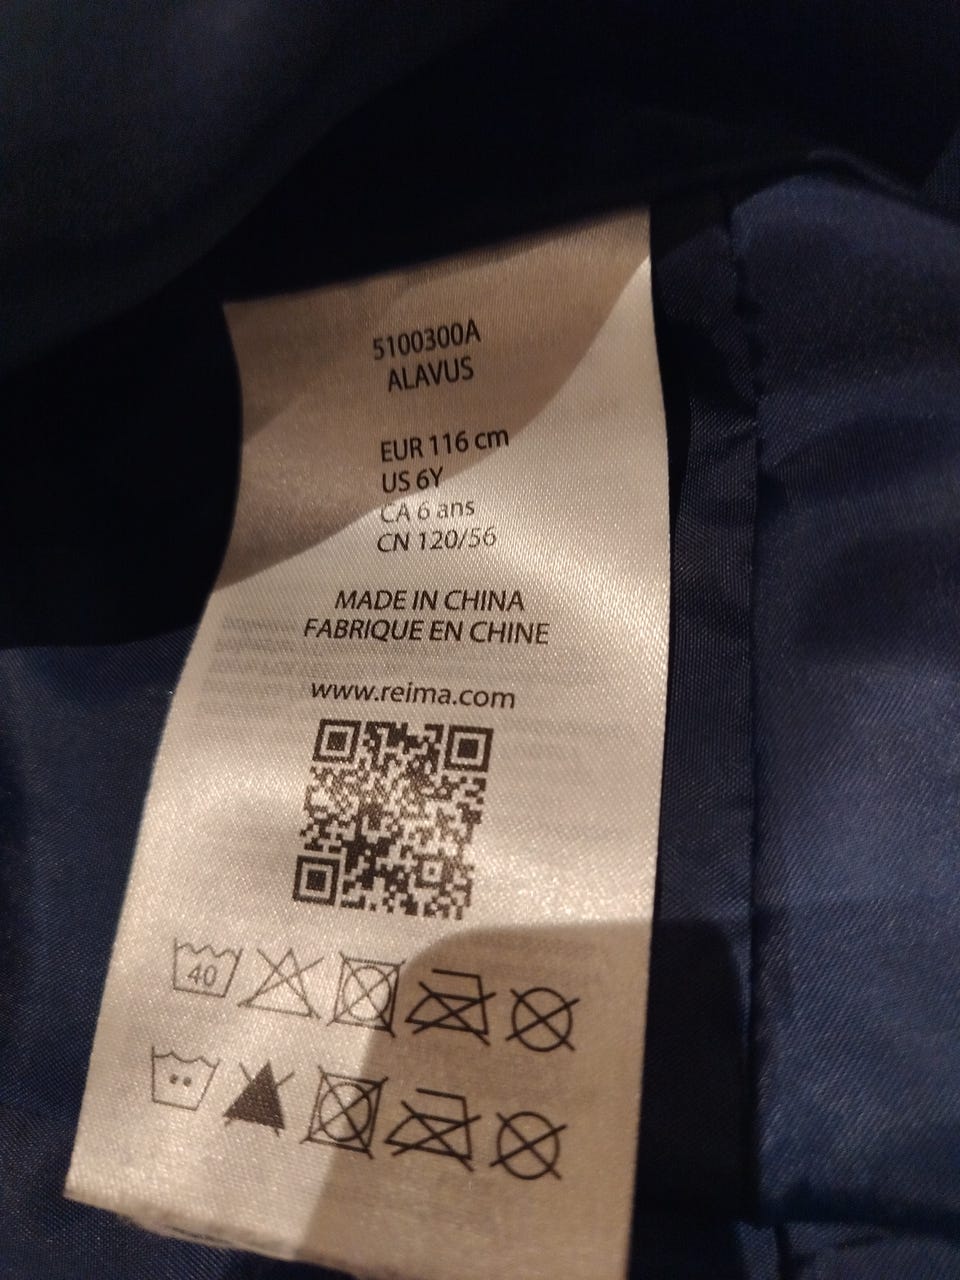 5100300A
ALAVUS
EUR 116 cm
US 6Y
CA 6 ans
CN 120/56
MADE IN CHINA
FABRIQUE EN CHINE
www.reima.com
40